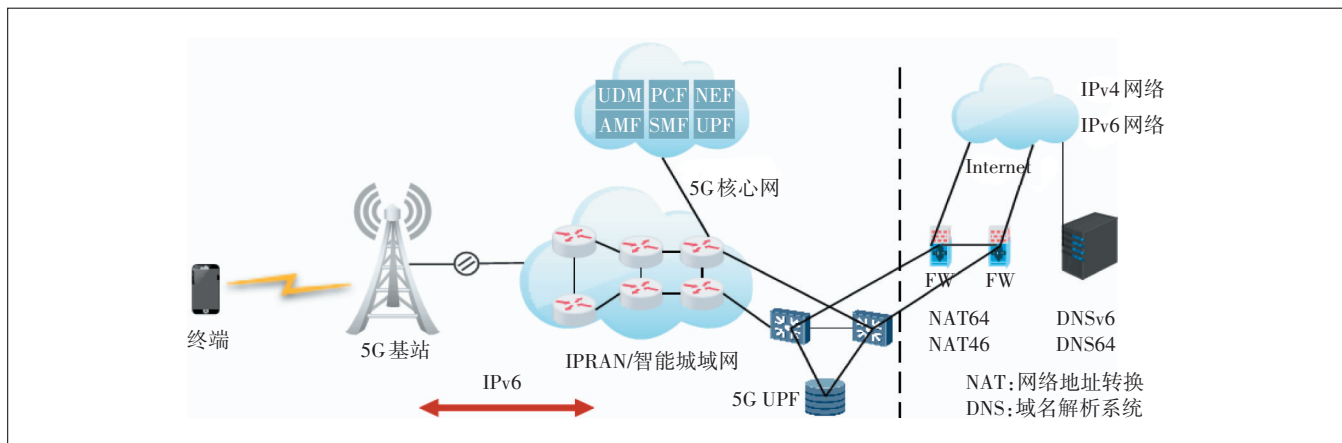 UDM PCF NEF
AMF SMF UPF
5G核心网
IPv4网络
IPv6网络
Internet
FW
FW
终端
5G基站
IPRAN/智能城域网
NAT64
NAT46
DNSv6
DNS64
IPv6
5G UPF
NAT:网络地址转换
DNS:域名解析系统